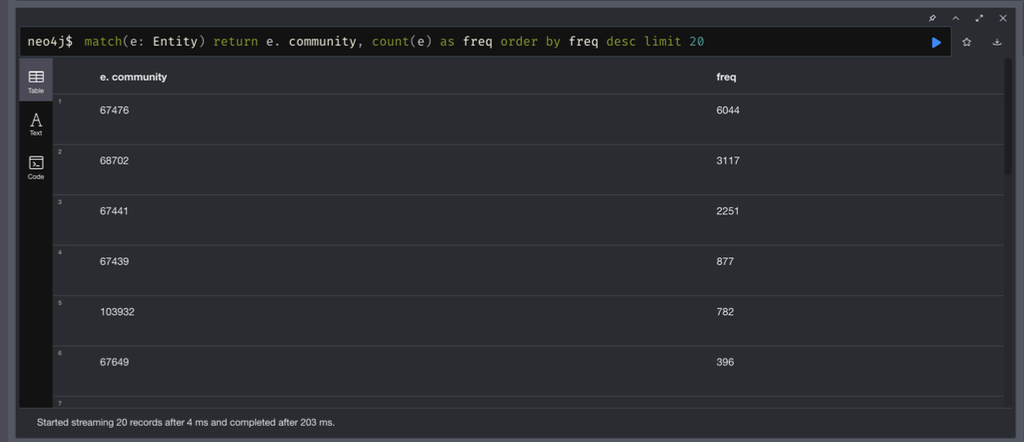 neo4j$ match(e: Entity) return e. community, count(e) as freq order by freq desc limit 20
Table
Text
Code
e. community freq
1
67476 6044
2
68702 3117
3
67441 2251
4
67439 877
5
103932 782
6
67649 396
7
Started streaming 20 records after 4 ms and completed after 203 ms.